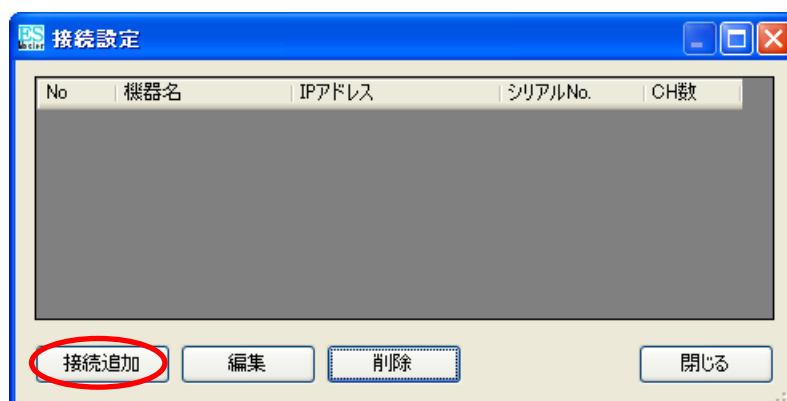 ES 接続設定
No 機器名 IPアドレス シリアルNo. CH数
接続追加 編集 削除 閉じる